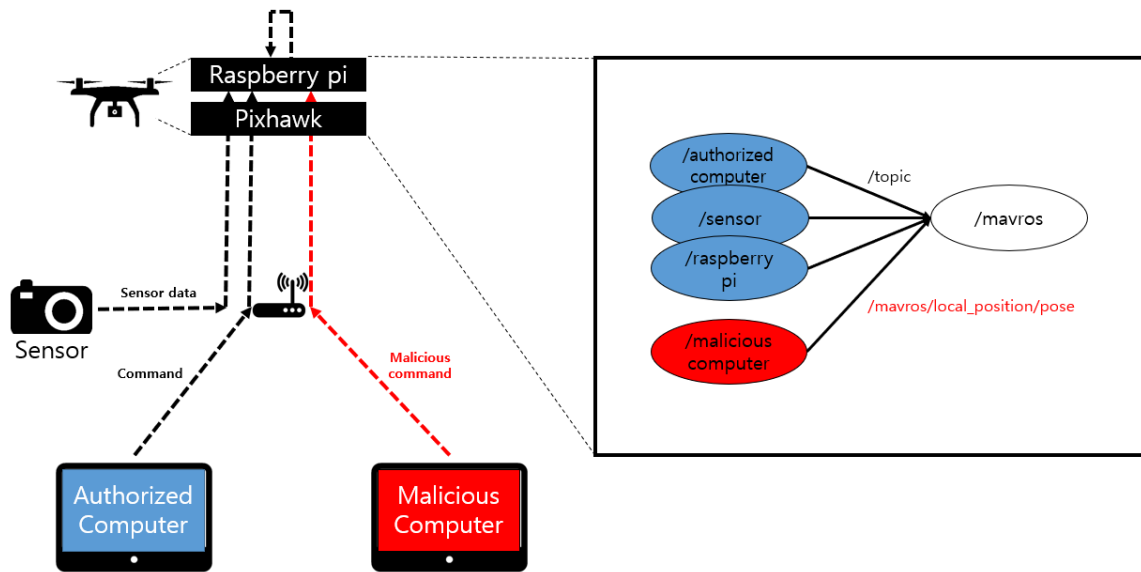 Raspberry pi
Pixhawk
Sensor data
Sensor
Command
Malicious
command
Authorized
Computer
Malicious
Computer
/authorized
computer
/sensor
/raspberry
pi
/malicious
computer
/topic
/mavros
/mavros/local_position/pose